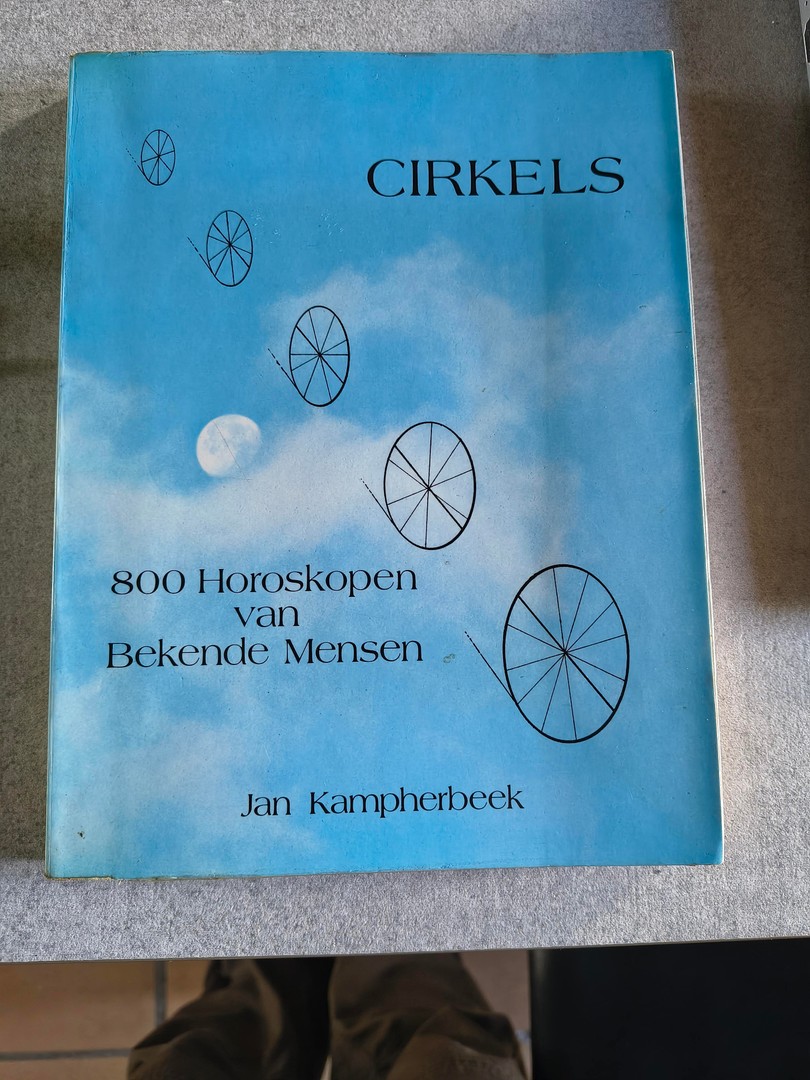 CIRKELS
800 Horoskopen
van
Bekende Mensen
Jan Kampherbeek